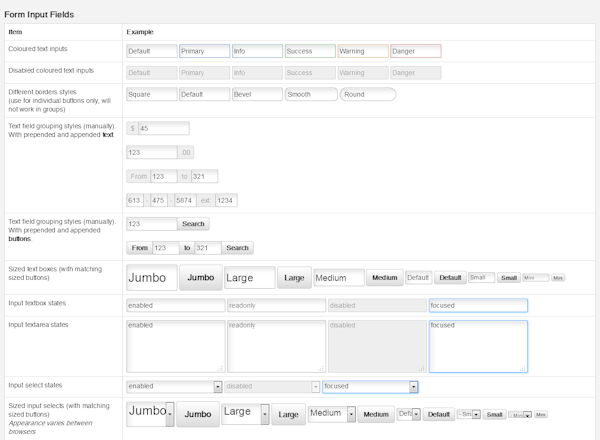 Form Input Fields
Item Example
Coloured text inputs Default Primary Info Success Warning Danger
Disabled coloured text inputs Default Primary Info Success Warning Danger
Different borders styles
(use for individual buttons only, will
not work in groups)
Square Default Bevel Smooth Round
Text field grouping styles (manually).
With prepended and appended text.
$ 45
123 .00
From 123 to 321
613 - 475 - 5874 ext. 1234
Text field grouping styles (manually).
With prepended and appended
buttons.
123 Search
From 123 to 321 Search
Sized text boxes (with matching
sized buttons)
Jumbo Jumbo Large Large Medium Medium Default Default Small Small Mini Mini
Input textbox states enabled readonly disabled focused
Input textarea states enabled readonly disabled focused
Input select states enabled disabled focused
Sized input selects (with matching
sized buttons)
Appearance varies between
browsers
Jumbo Jumbo Large Large Medium Medium Defa Default - Sm Small Mini Mini